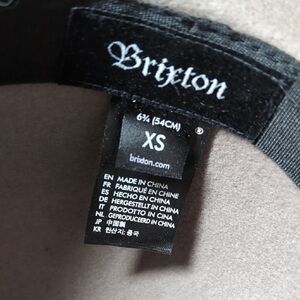 Brixton
®
6¾ (54CM)
XS
brixton.com
EN MADE IN CHINA
FR FABRIQUÉ EN CHINE
ES HECHO EN CHINA
DE HERGESTELLT IN CHINA
IT PRODOTTO IN CINA
NL GEPRODUCEERD IN CHINA
JP 中国製
KR 원산지: 중국